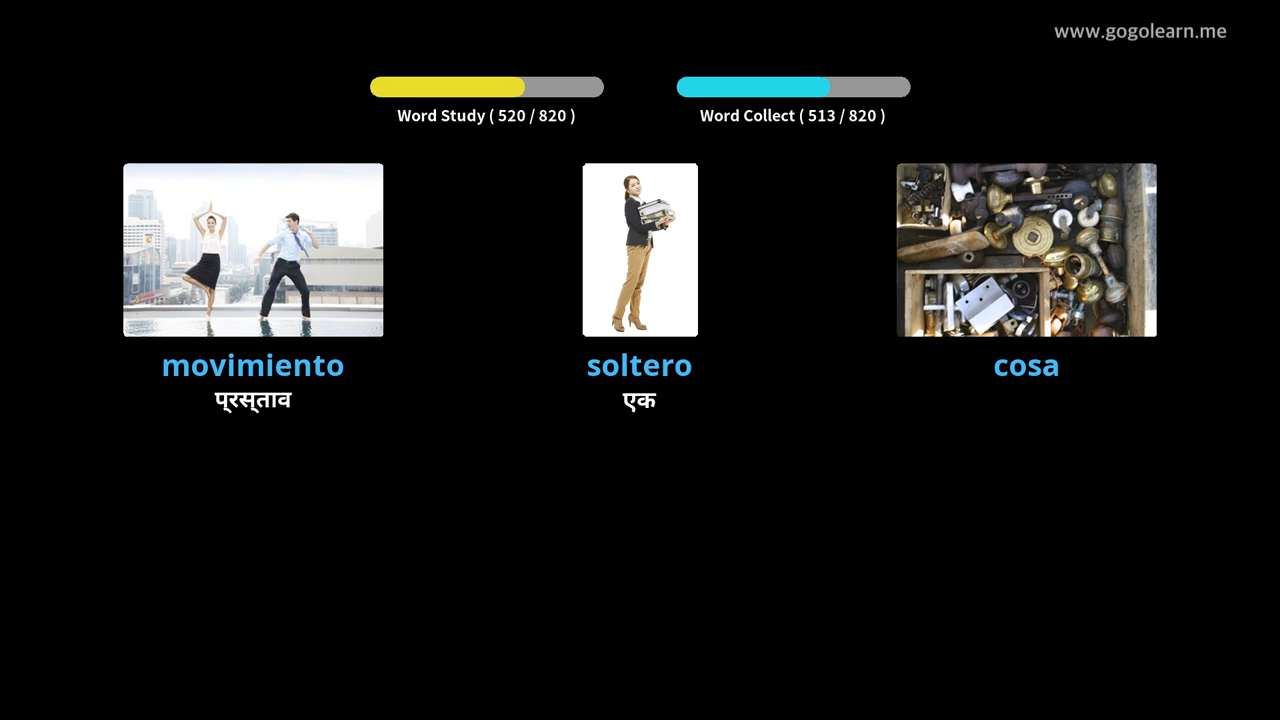 www.gogolearn.me
Word Study ( 520 / 820 )
Word Collect ( 513 / 820 )
movimiento
soltero
cosa
प्रस्ताव
एक